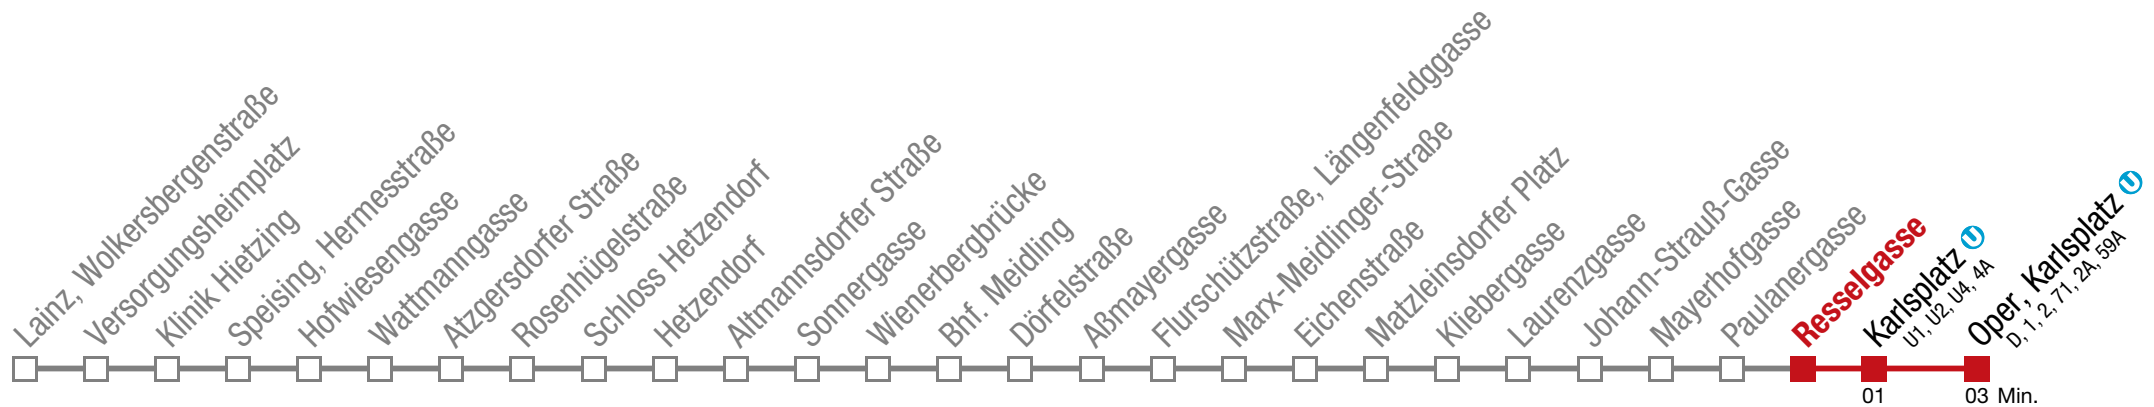 Lainz, Wolkersbergenstraße
Versorgungsheimplatz
Klinik Hietzing
Speising, Hermesstraße
Hofwiesengasse
Wattmanngasse
Atzgersdorfer Straße
Rosenhügelstraße
Schloss Hetzendorf
Hetzendorf
Altmannsdorfer Straße
Sonnergasse
Wienerbergbrücke
Bhf. Meidling
Dörfelstraße
Aßmayergasse
Flurschützstraße, Längenfeldggasse
Marx-Meidlinger-Straße
Eichenstraße
Matzleinsdorfer Platz
Kliebergasse
Laurenzgasse
Johann-Strauß-Gasse
Mayerhofgasse
Paulanergasse
Resselgasse
Karlsplatz U
U1, U2, U4, 4A
Oper, Karlsplatz U
D, 1, 2, 71, 2A, 59A
01
03 Min.